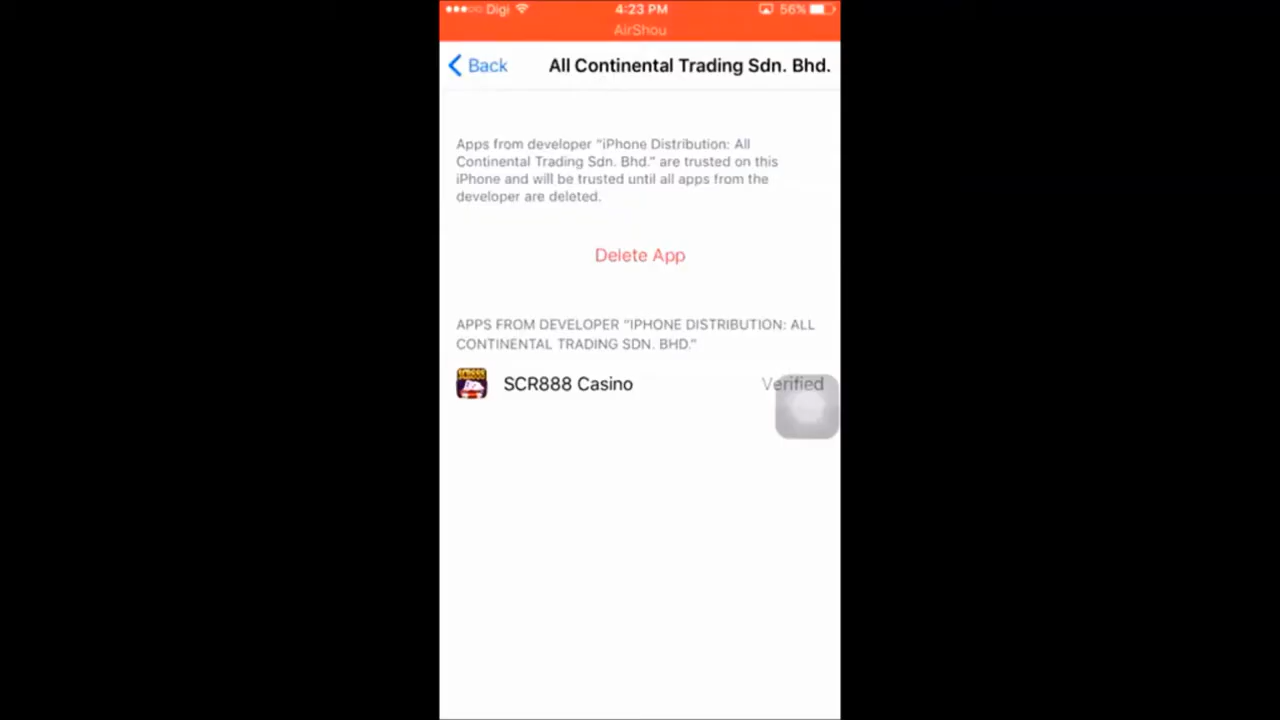 Digi 4:23 PM 56%
AirShou
Back All Continental Trading Sdn. Bhd.
Apps from developer "iPhone Distribution: All
Continental Trading Sdn. Bhd." are trusted on this
iPhone and will be trusted until all apps from the
developer are deleted.
Delete App
APPS FROM DEVELOPER "IPHONE DISTRIBUTION: ALL
CONTINENTAL TRADING SDN. BHD."
SCR888
SCR888 Casino Verified